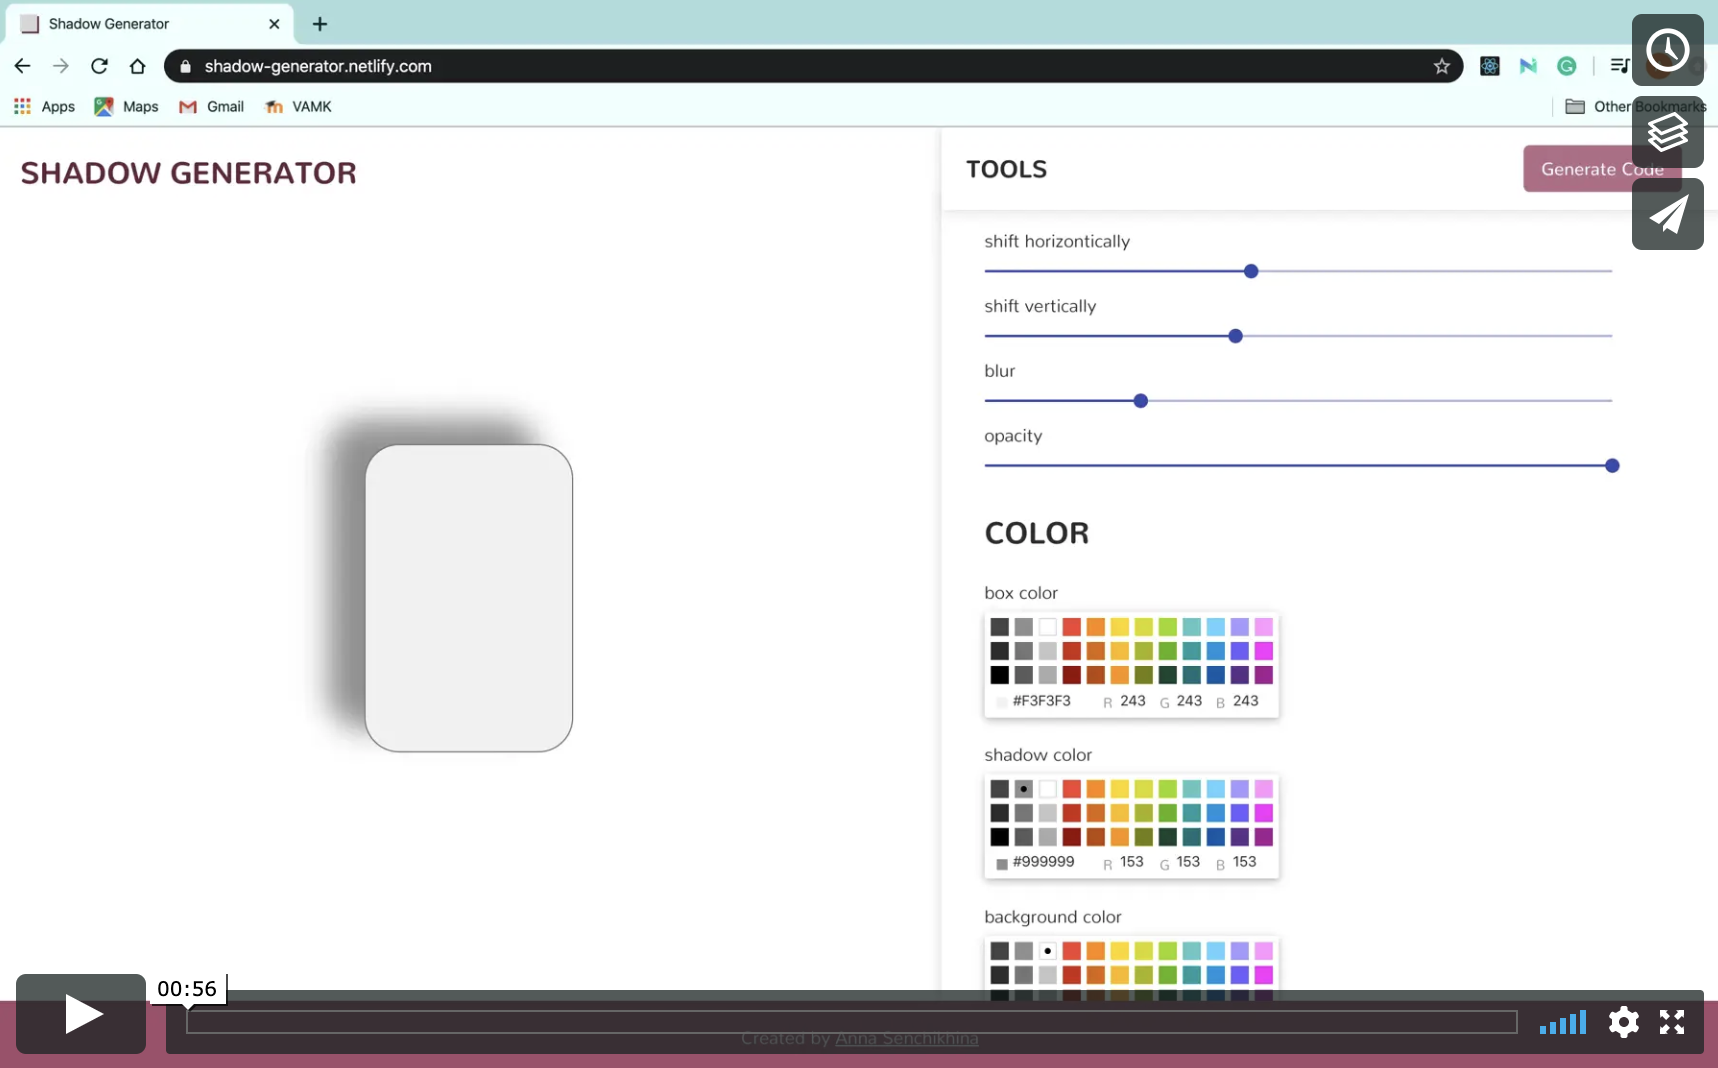 Shadow Generator
shadow-generator.netlify.com
Apps Maps Gmail VAMK Other Bookmarks
SHADOW GENERATOR
TOOLS
Generate Code
shift horizontically
shift vertically
blur
opacity
COLOR
box color
#F3F3F3 R 243 G 243 B 243
shadow color
#999999 R 153 G 153 B 153
background color
00:56
Created by Anna Senchikhina